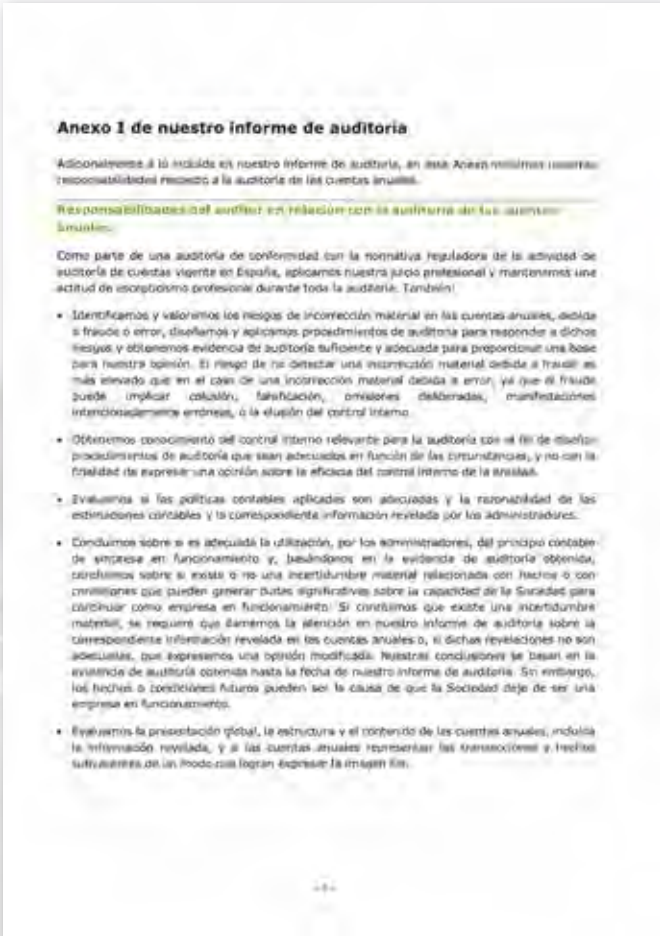 Anexo I de nuestro informe de auditoría
Adicionalmente a lo incluido en nuestro informe de auditoría, en este Anexo incluimos nuestras
responsabilidades respecto a la auditoría de las cuentas anuales.
Responsabilidades del auditor en relación con la auditoría de las cuentas
anuales.
Como parte de una auditoría de conformidad con la normativa reguladora de la actividad de
auditoría de cuentas vigente en España, aplicamos nuestro juicio profesional y mantenemos una
actitud de escepticismo profesional durante toda la auditoría. También:
• Identificamos y valoramos los riesgos de incorrección material en las cuentas anuales, debida
a fraude o error, diseñamos y aplicamos procedimientos de auditoría para responder a dichos
riesgos y obtenemos evidencia de auditoría suficiente y adecuada para proporcionar una base
para nuestra opinión. El riesgo de no detectar una incorrección material debida a fraude es
más elevado que en el caso de una incorrección material debida a error, ya que el fraude
puede implicar colusión, falsificación, omisiones deliberadas, manifestaciones
intencionadamente erróneas, o la elusión del control interno.
• Obtenemos conocimiento del control interno relevante para la auditoría con el fin de diseñar
procedimientos de auditoría que sean adecuados en función de las circunstancias, y no con la
finalidad de expresar una opinión sobre la eficacia del control interno de la entidad.
• Evaluamos si las políticas contables aplicadas son adecuadas y la razonabilidad de las
estimaciones contables y la correspondiente información revelada por los administradores.
• Concluimos sobre si es adecuada la utilización, por los administradores, del principio contable
de empresa en funcionamiento y, basándonos en la evidencia de auditoría obtenida,
concluimos sobre si existe o no una incertidumbre material relacionada con hechos o con
condiciones que pueden generar dudas significativas sobre la capacidad de la Sociedad para
continuar como empresa en funcionamiento. Si concluimos que existe una incertidumbre
material, se requiere que llamemos la atención en nuestro informe de auditoría sobre la
correspondiente información revelada en las cuentas anuales o, si dichas revelaciones no son
adecuadas, que expresemos una opinión modificada. Nuestras conclusiones se basan en la
evidencia de auditoría obtenida hasta la fecha de nuestro informe de auditoría. Sin embargo,
los hechos o condiciones futuros pueden ser la causa de que la Sociedad deje de ser una
empresa en funcionamiento.
• Evaluamos la presentación global, la estructura y el contenido de las cuentas anuales, incluida
la información revelada, y si las cuentas anuales representan las transacciones y hechos
subyacentes de un modo que logran expresar la imagen fiel.